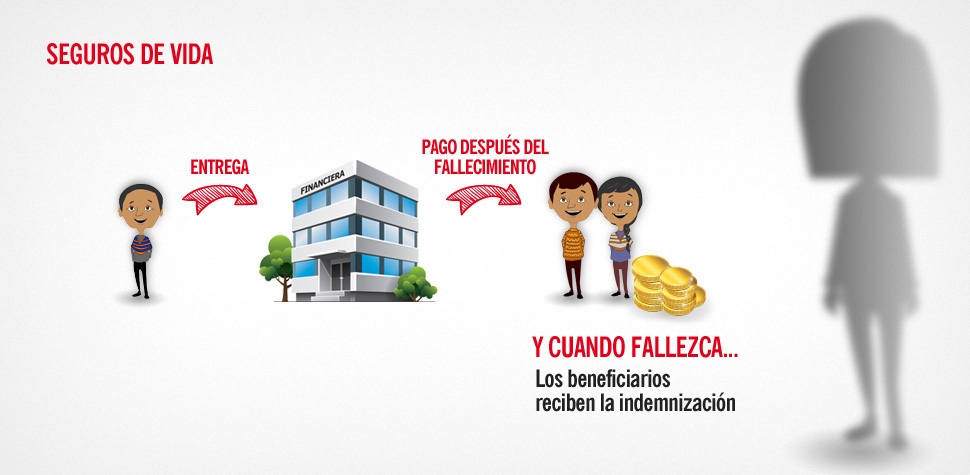 SEGUROS DE VIDA
ENTREGA
FINANCIERA
PAGO DESPUÉS DEL
FALLECIMIENTO
Y CUANDO FALLEZCA...
Los beneficiarios
reciben la indemnización